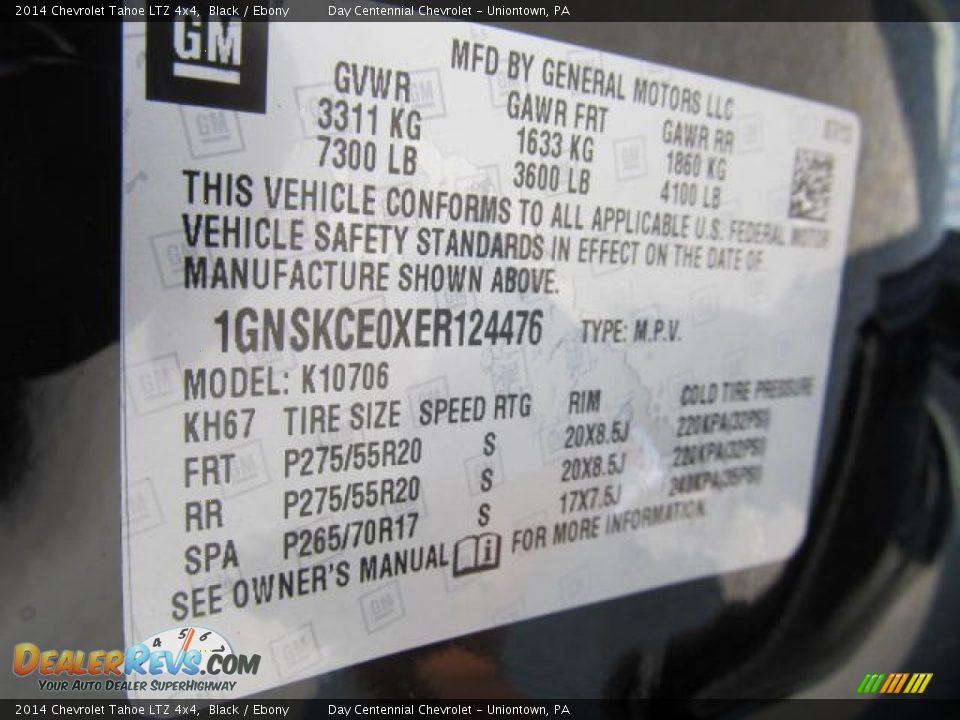 2014 Chevrolet Tahoe LTZ 4x4, Black / Ebony Day Centennial Chevrolet - Uniontown, PA
GM
MFD BY GENERAL MOTORS LLC
GVWR GAWR FRT GAWR RR
3311 KG 1633 KG 1860 KG
7300 LB 3600 LB 4100 LB
THIS VEHICLE CONFORMS TO ALL APPLICABLE U.S. FEDERAL MOTOR
VEHICLE SAFETY STANDARDS IN EFFECT ON THE DATE OF
MANUFACTURE SHOWN ABOVE.
1GNSKCE0XER124476 TYPE: M.P.V.
MODEL: K10706
KH67 TIRE SIZE SPEED RTG RIM COLD TIRE PRESSURE
FRT P275/55R20 S 20X8.5J 220KPA(32PSI)
RR P275/55R20 S 20X8.5J 220KPA(32PSI)
SPA P265/70R17 S 17X7.5J 240KPA(35PSI)
SEE OWNER'S MANUAL FOR MORE INFORMATION.
4 5 6
DEALERREVS.COM
YOUR AUTO DEALER SUPERHIGHWAY
2014 Chevrolet Tahoe LTZ 4x4, Black / Ebony Day Centennial Chevrolet - Uniontown, PA